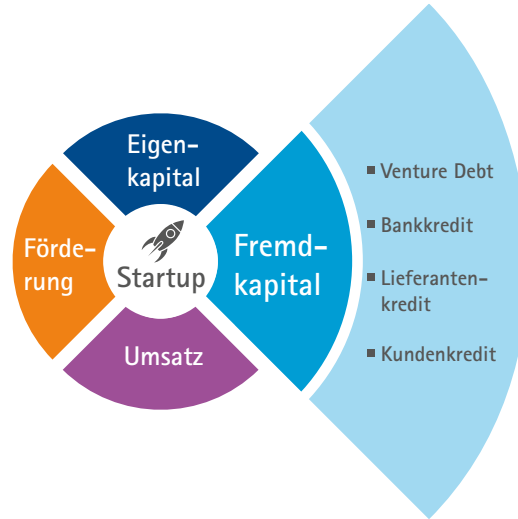 Eigen-
kapital
Förde-
rung
Startup
Fremd-
kapital
Umsatz
Venture Debt
Bankkredit
Lieferanten-
kredit
Kundenkredit